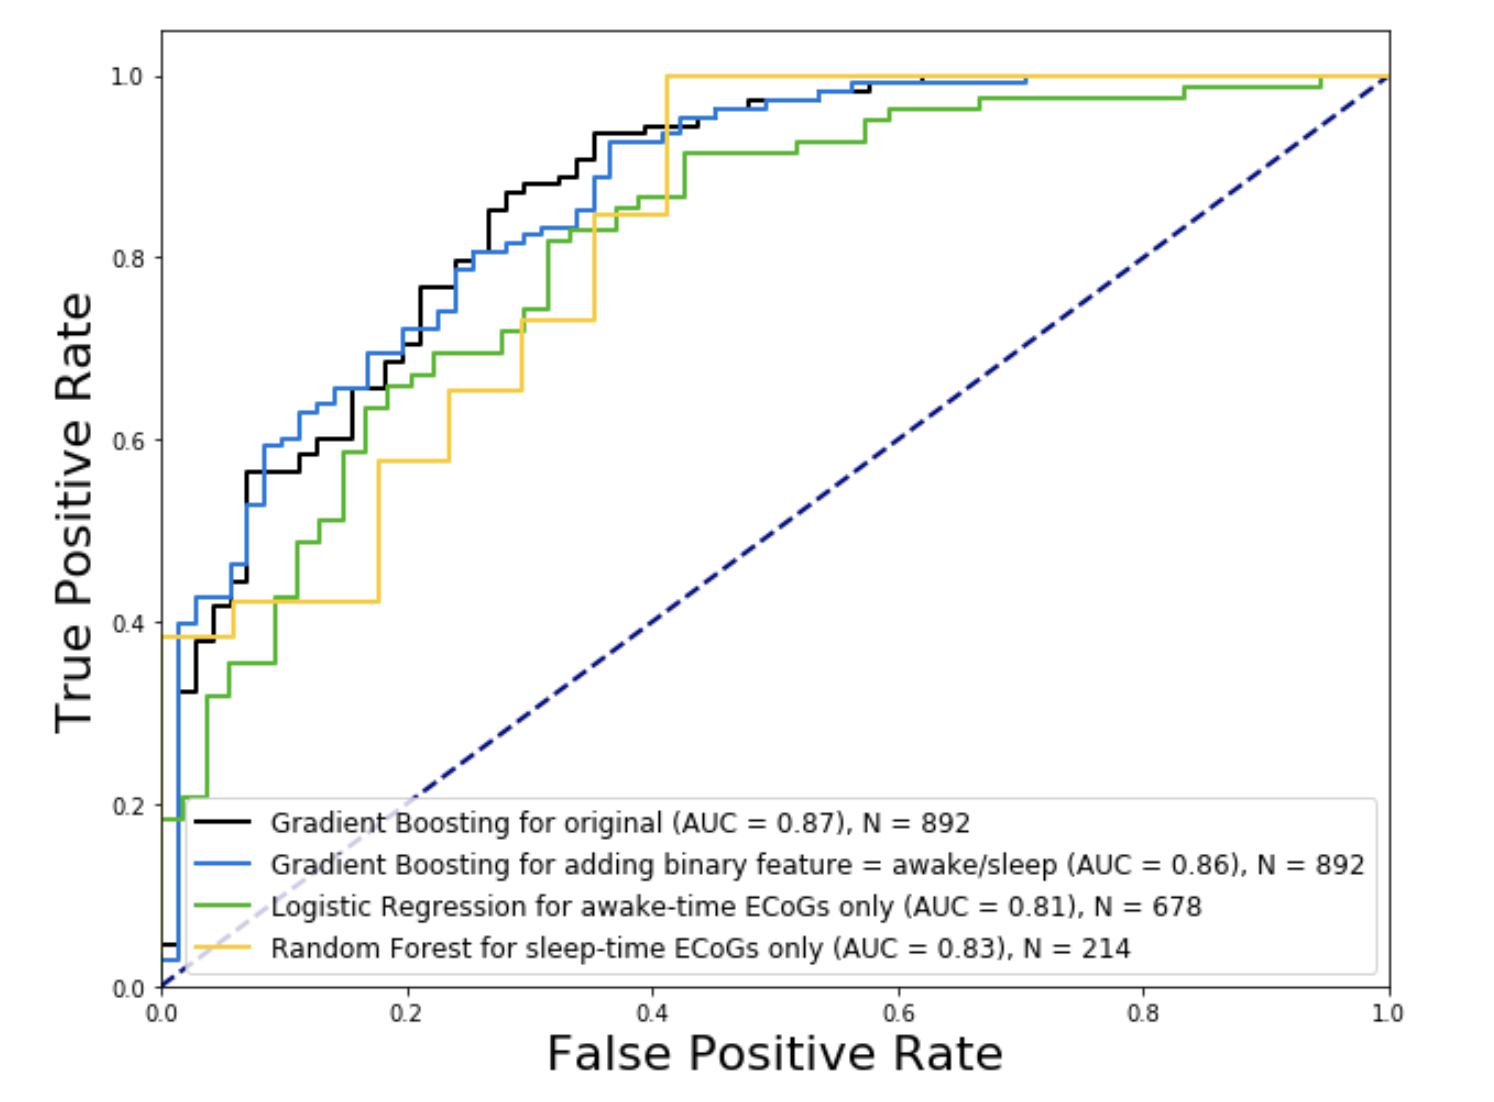 True Positive Rate
1.0
0.8
0.6
0.4
0.2
0.0
Gradient Boosting for original (AUC = 0.87), N = 892
Gradient Boosting for adding binary feature = awake/sleep (AUC = 0.86), N = 892
Logistic Regression for awake-time ECoGs only (AUC = 0.81), N = 678
Random Forest for sleep-time ECoGs only (AUC = 0.83), N = 214
0.0 0.2 0.4 0.6 0.8 1.0
False Positive Rate